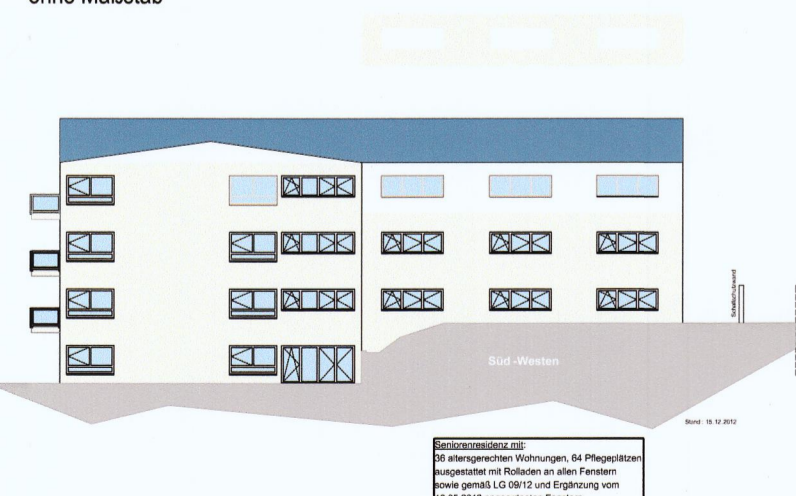 ohne Maßstab
Schallschutzwand
Süd -Westen
Stand : 15.12.2012
Seniorenresidenz mit:
36 altersgerechten Wohnungen, 64 Pflegeplätzen
ausgestattet mit Rolladen an allen Fenstern
sowie gemäß LG 09/12 und Ergänzung vom